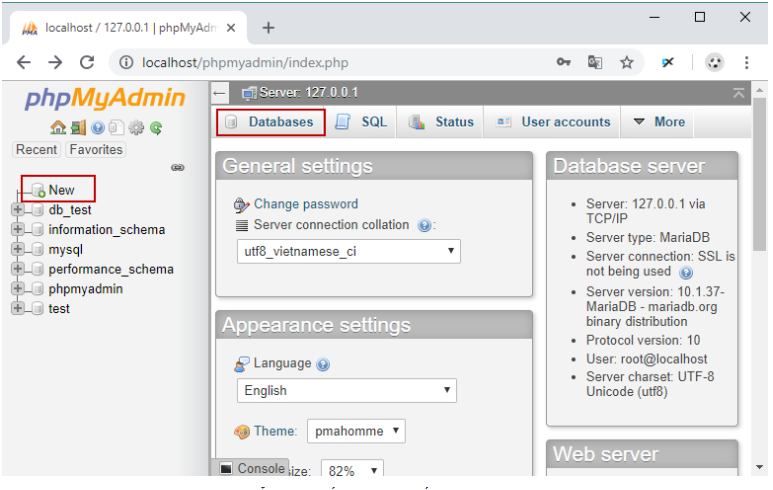 localhost / 127.0.0.1 | phpMyAdm
localhost/phpmyadmin/index.php
phpMyAdmin
Recent Favorites
New
db_test
information_schema
mysql
performance_schema
phpmyadmin
test
Server: 127.0.0.1
Databases SQL Status User accounts More
General settings
Change password
Server connection collation :
utf8_vietnamese_ci
Appearance settings
Language
English
Theme: pmahomme
Console
82%
Database server
Server: 127.0.0.1 via
TCP/IP
Server type: MariaDB
Server connection: SSL is
not being used
Server version: 10.1.37-
MariaDB - mariadb.org
binary distribution
Protocol version: 10
User: root@localhost
Server charset: UTF-8
Unicode (utf8)
Web server